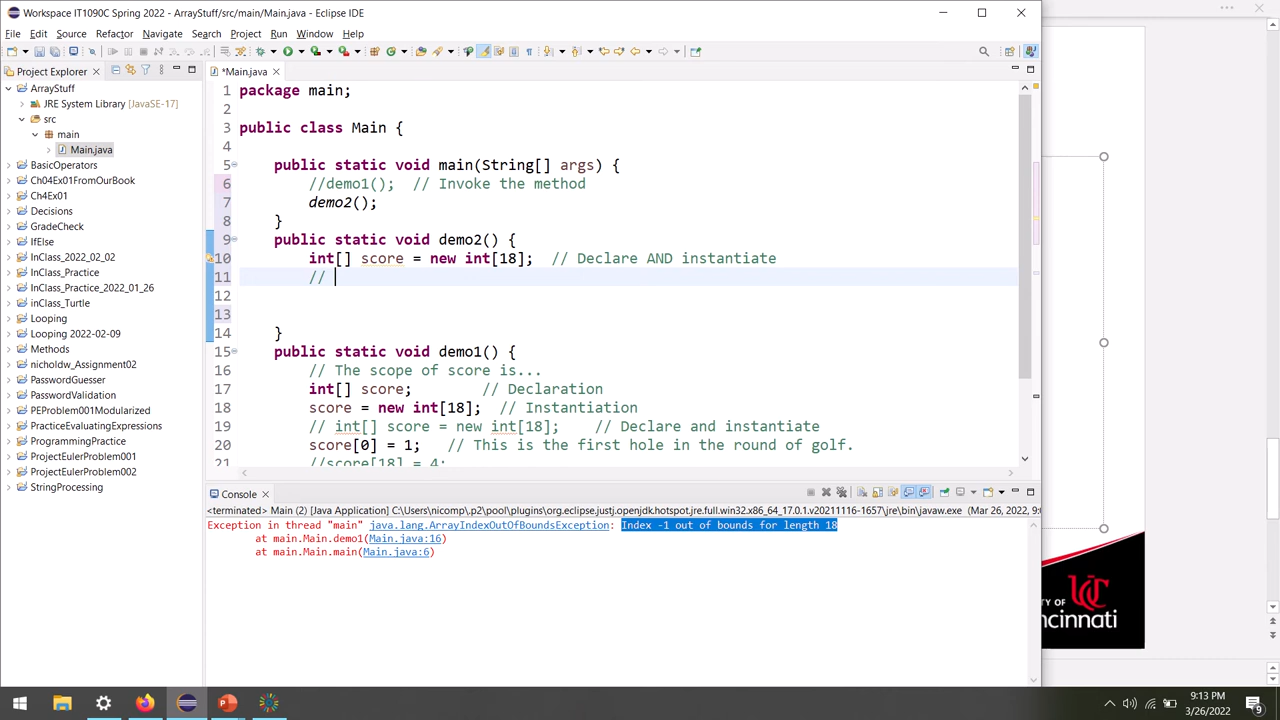 Workspace IT1090C Spring 2022 - ArrayStuff/src/main/Main.java - Eclipse IDE
File Edit Source Refactor Navigate Search Project Run Window Help
Project Explorer
*Main.java
ArrayStuff
JRE System Library [JavaSE-17]
src
main
Main.java
BasicOperators
Ch04Ex01FromOurBook
Ch4Ex01
Decisions
GradeCheck
IfElse
InClass_2022_02_02
InClass_Practice
InClass_Practice_2022_01_26
inClass_Turtle
Looping
Looping 2022-02-09
Methods
nicholdw_Assignment02
PasswordGuesser
PasswordValidation
PEProblem001Modularized
PracticeEvaluatingExpressions
ProgrammingPractice
ProjectEulerProblem001
ProjectEulerProblem002
StringProcessing
1 package main;
2
3 public class Main {
4
5 public static void main(String[] args) {
6 //demo1(); // Invoke the method
7 demo2();
8 }
9 public static void demo2() {
10 int[] score = new int[18]; // Declare AND instantiate
11 //
12
13
14 }
15 public static void demo1() {
16 // The scope of score is...
17 int[] score; // Declaration
18 score = new int[18]; // Instantiation
19 // int[] score = new int[18]; // Declare and instantiate
20 score[0] = 1; // This is the first hole in the round of golf.
21 //score[18] = 4;
Console
<terminated> Main (2) [Java Application] C:\Users\nicomp\.p2\pool\plugins\org.eclipse.justj.openjdk.hotspot.jre.full.win32.x86_64_17.0.1.v20211116-1657\jre\bin\javaw.exe (Mar 26, 2022, 9:0
Exception in thread "main" java.lang.ArrayIndexOutOfBoundsException: Index -1 out of bounds for length 18
at main.Main.demo1(Main.java:16)
at main.Main.main(Main.java:6)
TY OF
ncinnati
9:13 PM
3/26/2022
9